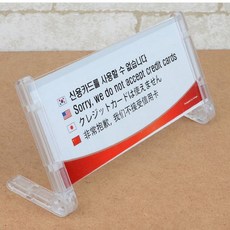 신용카드를 사용할 수 없습니다
Sorry, we do not accept credit cards
クレジットカードは使えません
非常抱歉, 我们不接受信用卡